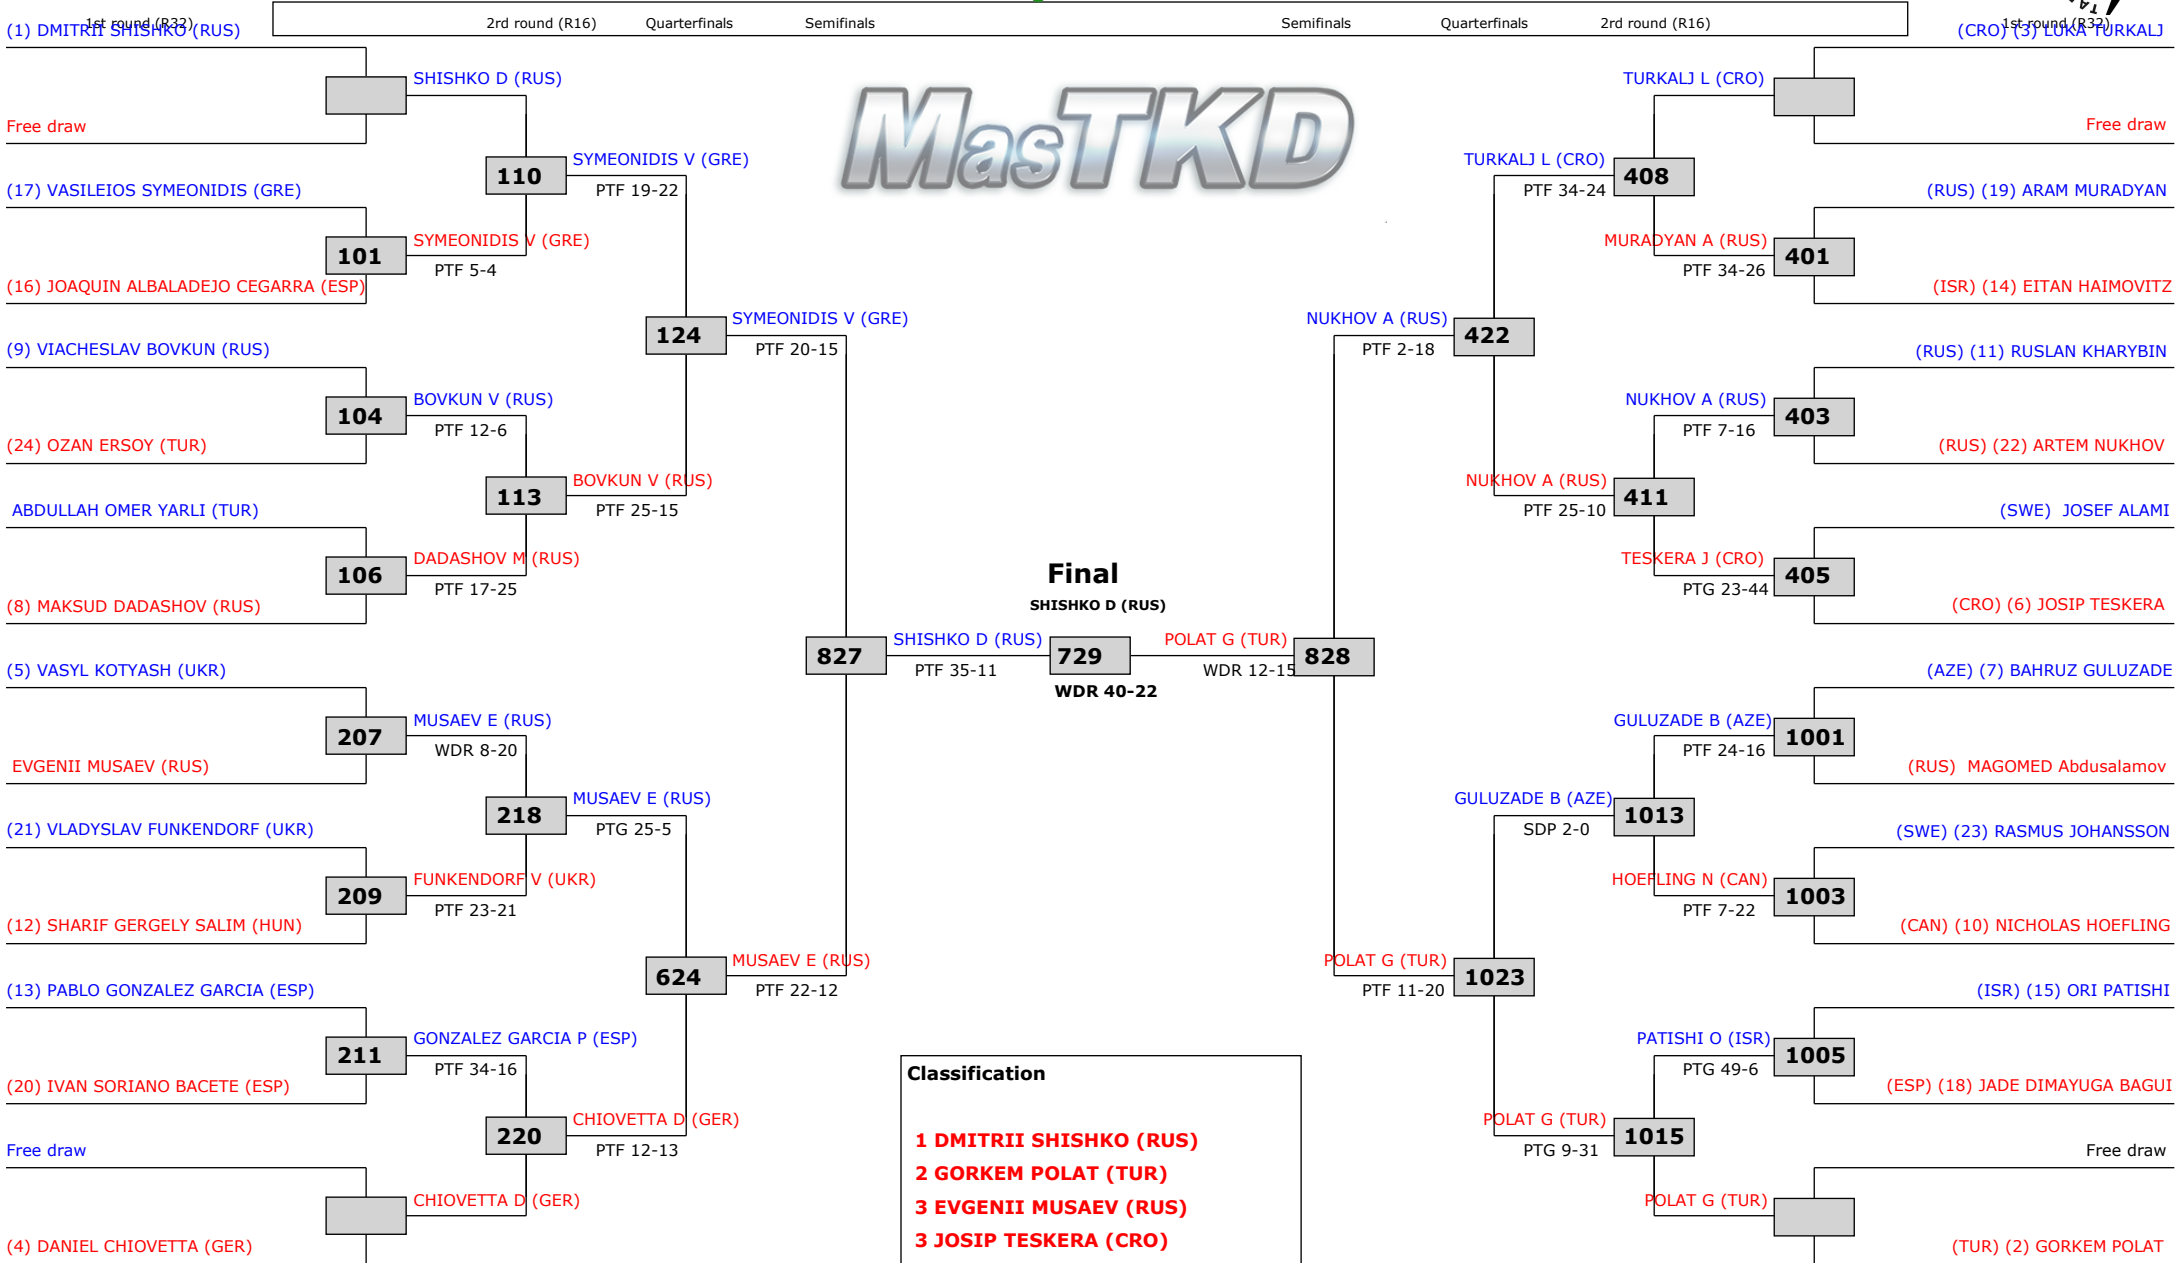 1st round (R32)
2rd round (R16)
Quarterfinals
Semifinals
Semifinals
Quarterfinals
2rd round (R16)
1st round (R32)
MasTKD
(1) DMITRII SHISHKO (RUS)
SHISHKO D (RUS)
Free draw
110
SYMEONIDIS V (GRE)
PTF 19-22
(17) VASILEIOS SYMEONIDIS (GRE)
101
SYMEONIDIS V (GRE)
PTF 5-4
(16) JOAQUIN ALBALADEJO CEGARRA (ESP)
124
SYMEONIDIS V (GRE)
PTF 20-15
(9) VIACHESLAV BOVKUN (RUS)
104
BOVKUN V (RUS)
PTF 12-6
(24) OZAN ERSOY (TUR)
113
BOVKUN V (RUS)
PTF 25-15
ABDULLAH OMER YARLI (TUR)
106
DADASHOV M (RUS)
PTF 17-25
(8) MAKSUD DADASHOV (RUS)
827
SHISHKO D (RUS)
PTF 35-11
(5) VASYL KOTYASH (UKR)
207
MUSAEV E (RUS)
WDR 8-20
EVGENII MUSAEV (RUS)
218
MUSAEV E (RUS)
PTG 25-5
(21) VLADYSLAV FUNKENDORF (UKR)
209
FUNKENDORF V (UKR)
PTF 23-21
(12) SHARIF GERGELY SALIM (HUN)
624
MUSAEV E (RUS)
PTF 22-12
(13) PABLO GONZALEZ GARCIA (ESP)
211
GONZALEZ GARCIA P (ESP)
PTF 34-16
(20) IVAN SORIANO BACETE (ESP)
220
CHIOVETTA D (GER)
PTF 12-13
Free draw
CHIOVETTA D (GER)
(4) DANIEL CHIOVETTA (GER)
Final
SHISHKO D (RUS)
729
WDR 40-22
(CRO) (3) LUKA TURKALJ
TURKALJ L (CRO)
Free draw
TURKALJ L (CRO)
408
PTF 34-24
(RUS) (19) ARAM MURADYAN
MURADYAN A (RUS)
401
PTF 34-26
(ISR) (14) EITAN HAIMOVITZ
NUKHOV A (RUS)
422
PTF 2-18
(RUS) (11) RUSLAN KHARYBIN
NUKHOV A (RUS)
403
PTF 7-16
(RUS) (22) ARTEM NUKHOV
NUKHOV A (RUS)
411
PTF 25-10
(SWE) JOSEF ALAMI
TESKERA J (CRO)
405
PTG 23-44
(CRO) (6) JOSIP TESKERA
POLAT G (TUR)
828
WDR 12-15
(AZE) (7) BAHRUZ GULUZADE
GULUZADE B (AZE)
1001
PTF 24-16
(RUS) MAGOMED Abdusalamov
GULUZADE B (AZE)
1013
SDP 2-0
(SWE) (23) RASMUS JOHANSSON
HOEFLING N (CAN)
1003
PTF 7-22
(CAN) (10) NICHOLAS HOEFLING
POLAT G (TUR)
1023
PTF 11-20
(ISR) (15) ORI PATISHI
PATISHI O (ISR)
1005
PTG 49-6
(ESP) (18) JADE DIMAYUGA BAGUI
POLAT G (TUR)
1015
PTG 9-31
Free draw
POLAT G (TUR)
(TUR) (2) GORKEM POLAT
Classification
1 DMITRII SHISHKO (RUS)
2 GORKEM POLAT (TUR)
3 EVGENII MUSAEV (RUS)
3 JOSIP TESKERA (CRO)